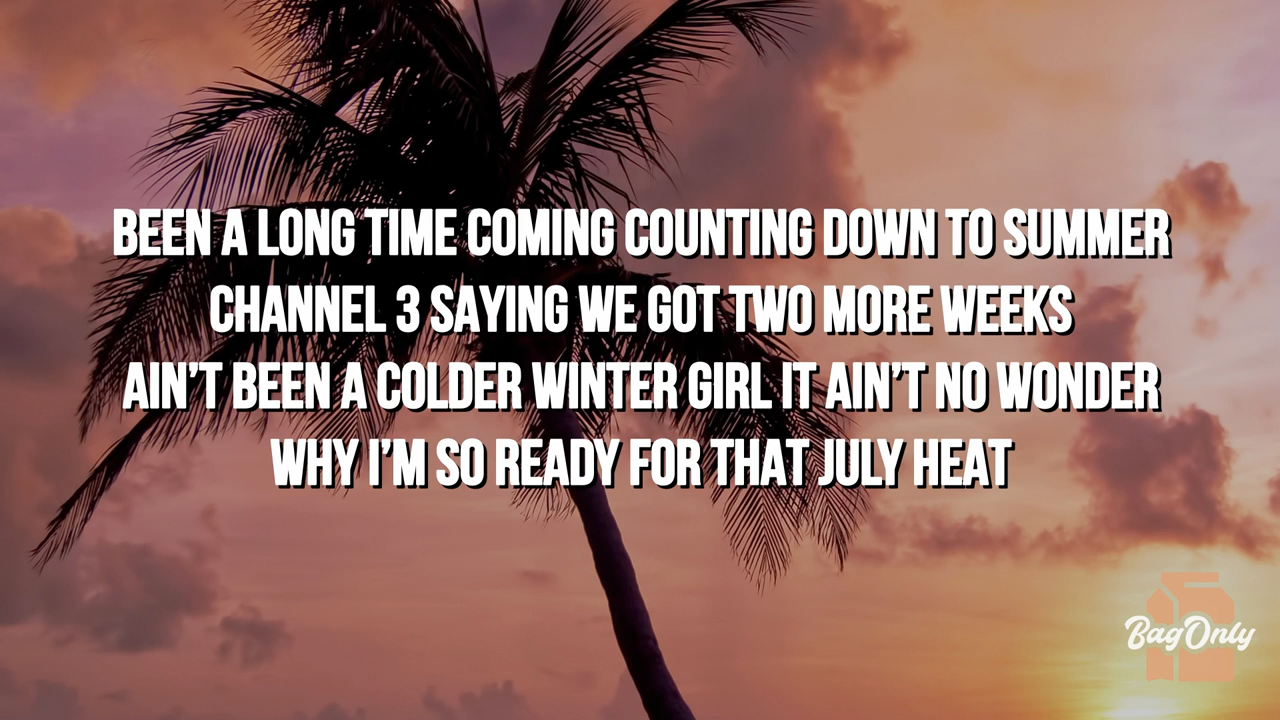 BEEN A LONG TIME COMING COUNTING DOWN TO SUMMER
CHANNEL 3 SAYING WE GOT TWO MORE WEEKS
AIN'T BEEN A COLDER WINTER GIRL IT AIN'T NO WONDER
WHY I'M SO READY FOR THAT JULY HEAT
BagOnly